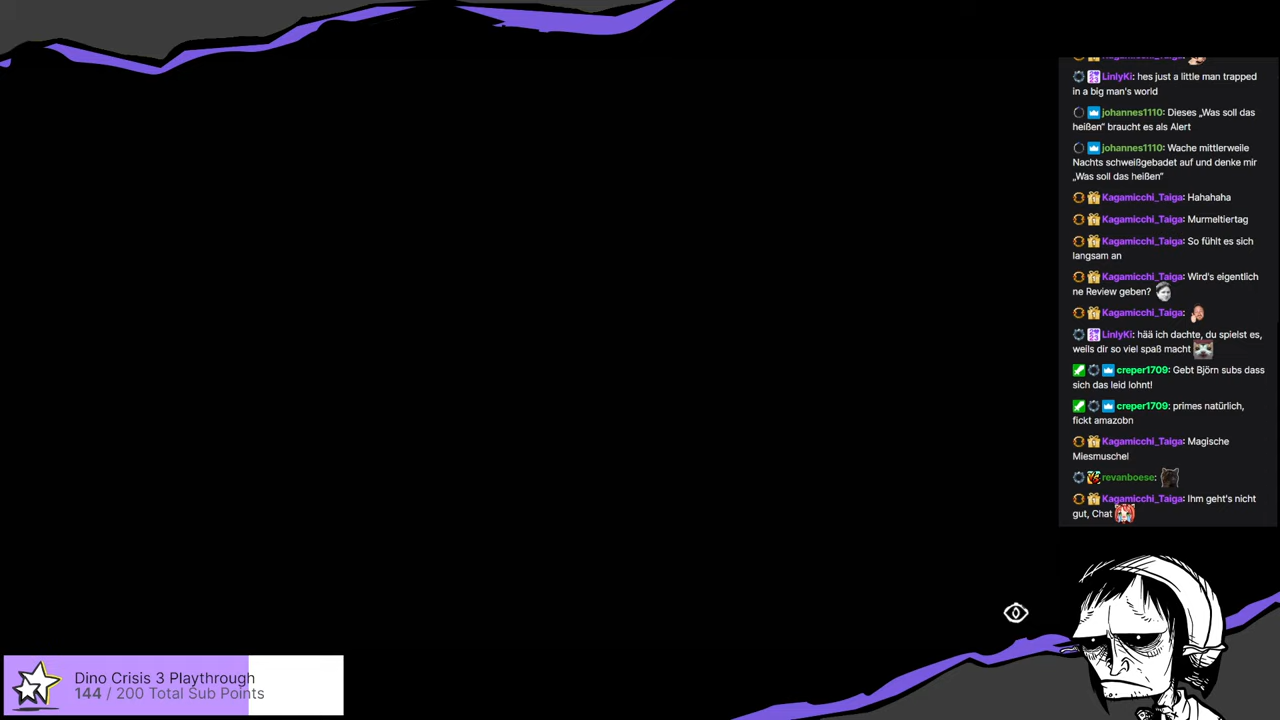 LinlyKi: hes just a little man trapped
in a big man's world
johannes1110: Dieses „Was soll das
heißen“ braucht es als Alert
johannes1110: Wache mittlerweile
Nachts schweißgebadet auf und denke mir
„Was soll das heißen“
Kagamicchi_Taiga: Hahahaha
Kagamicchi_Taiga: Murmeltiertag
Kagamicchi_Taiga: So fühlt es sich
langsam an
Kagamicchi_Taiga: Wird's eigentlich
ne Review geben?
Kagamicchi_Taiga:
LinlyKi: hää ich dachte, du spielst es,
weils dir so viel spaß macht
creper1709: Gebt Björn subs dass
sich das leid lohnt!
creper1709: primes natürlich,
fickt amazobn
Kagamicchi_Taiga: Magische
Miesmuschel
revanboese:
Kagamicchi_Taiga: Ihm geht's nicht
gut, Chat
Dino Crisis 3 Playthrough
144 / 200 Total Sub Points